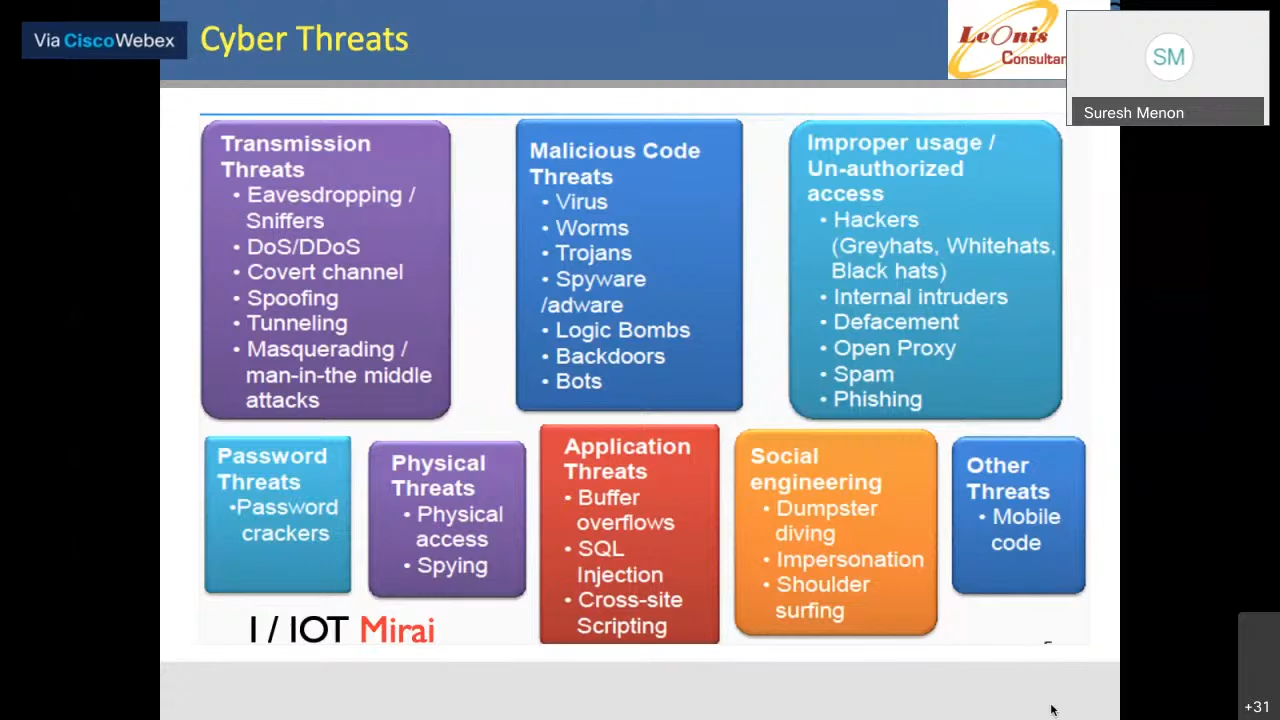 Via CiscoWebex
Cyber Threats
LeOnis
Consultan
SM
Suresh Menon
Transmission
Threats
• Eavesdropping /
Sniffers
• DoS/DDoS
• Covert channel
• Spoofing
• Tunneling
• Masquerading /
man-in-the middle
attacks
Malicious Code
Threats
• Virus
• Worms
• Trojans
• Spyware
/adware
• Logic Bombs
• Backdoors
• Bots
Improper usage /
Un-authorized
access
• Hackers
(Greyhats, Whitehats,
Black hats)
• Internal intruders
• Defacement
• Open Proxy
• Spam
• Phishing
Password
Threats
•Password
crackers
Physical
Threats
• Physical
access
• Spying
Application
Threats
• Buffer
overflows
• SQL
Injection
• Cross-site
Scripting
Social
engineering
• Dumpster
diving
• Impersonation
• Shoulder
surfing
Other
Threats
• Mobile
code
I / IOT Mirai
+31